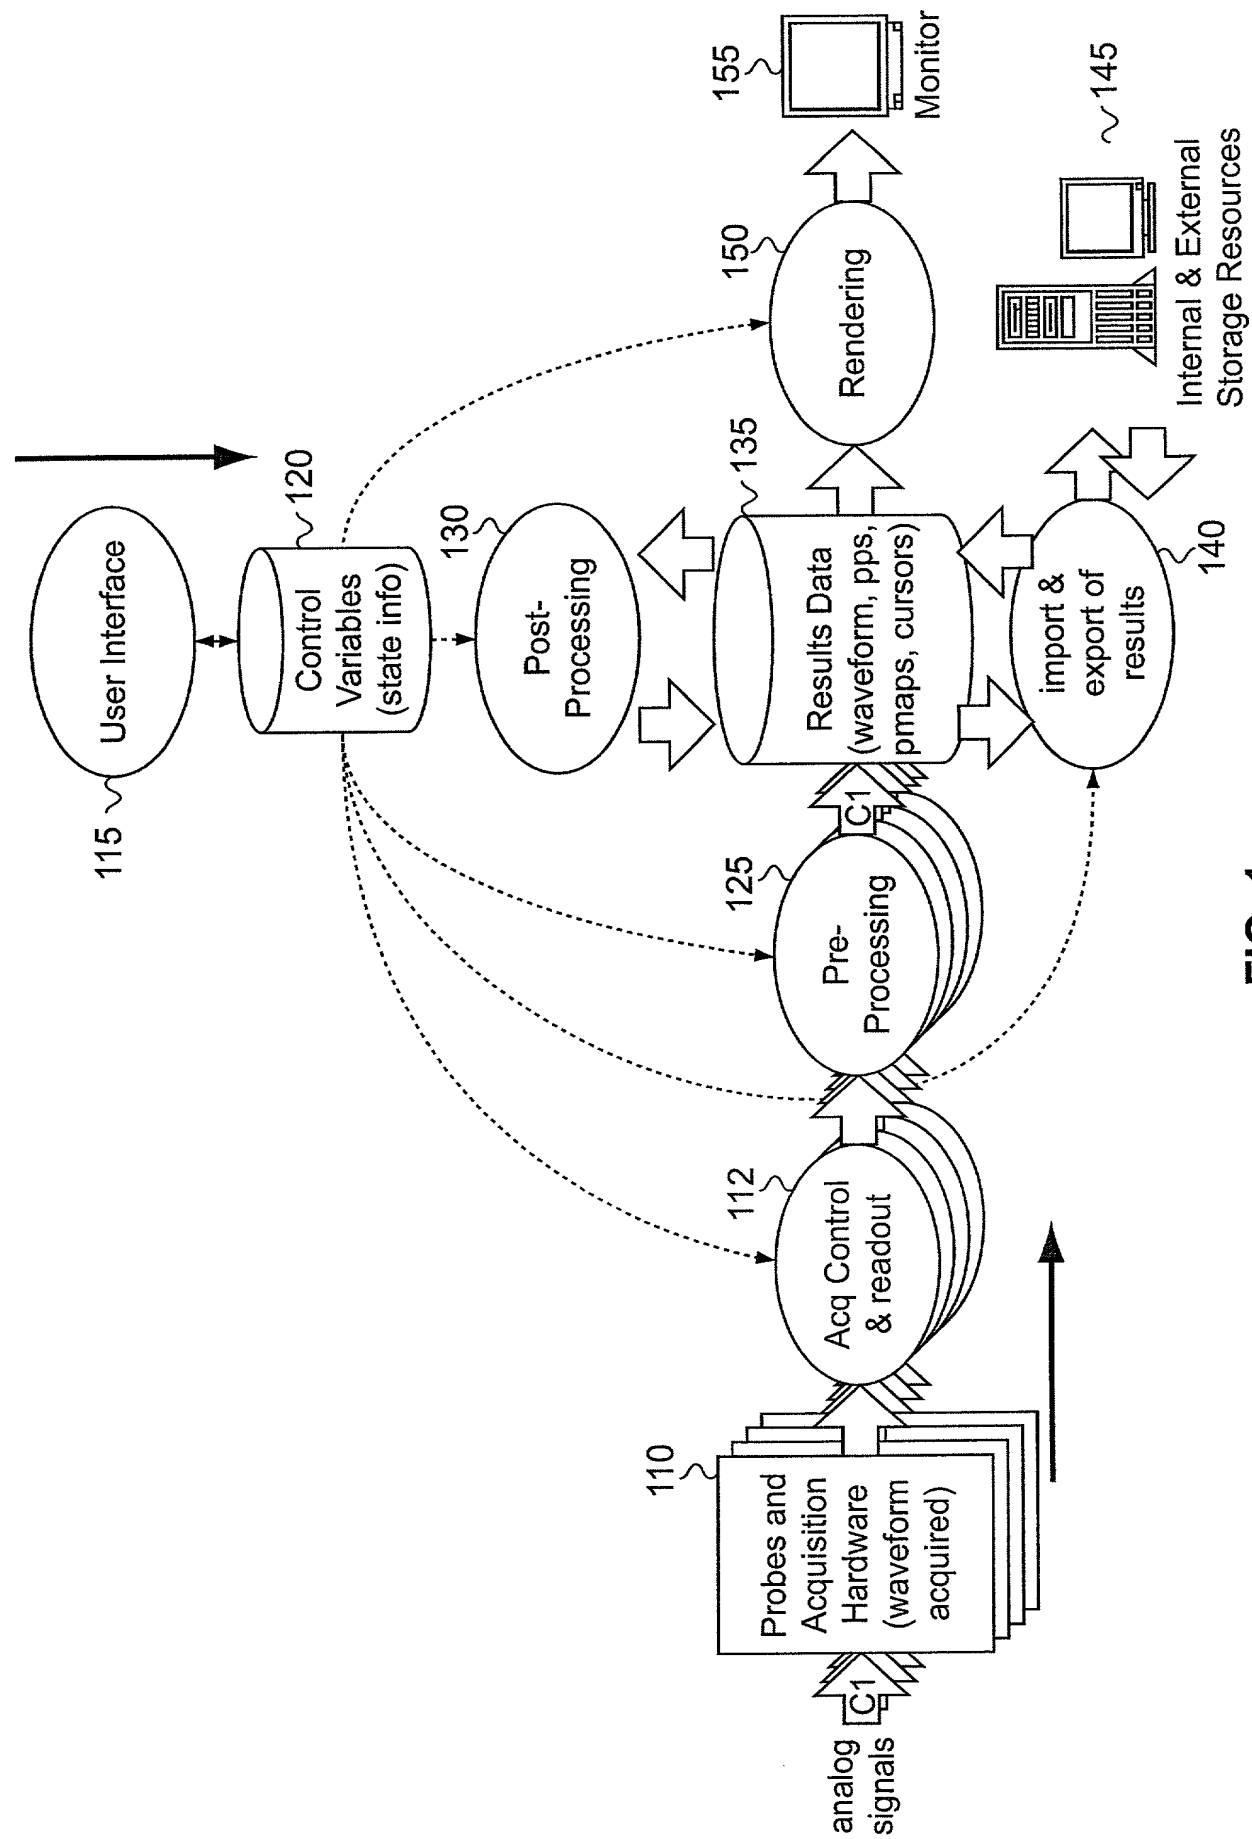 115
User Interface
120
Control
Variables
(state info)
130
Post-
Processing
110
Probes and
Acquisition
Hardware
(waveform
acquired)
analog
signals
C1
112
Acq Control
& readout
125
Pre-
Processing
C1
135
Results Data
(waveform, pps,
pmaps, cursors)
150
Rendering
155
Monitor
import &
export of
results
140
145
Internal & External
Storage Resources